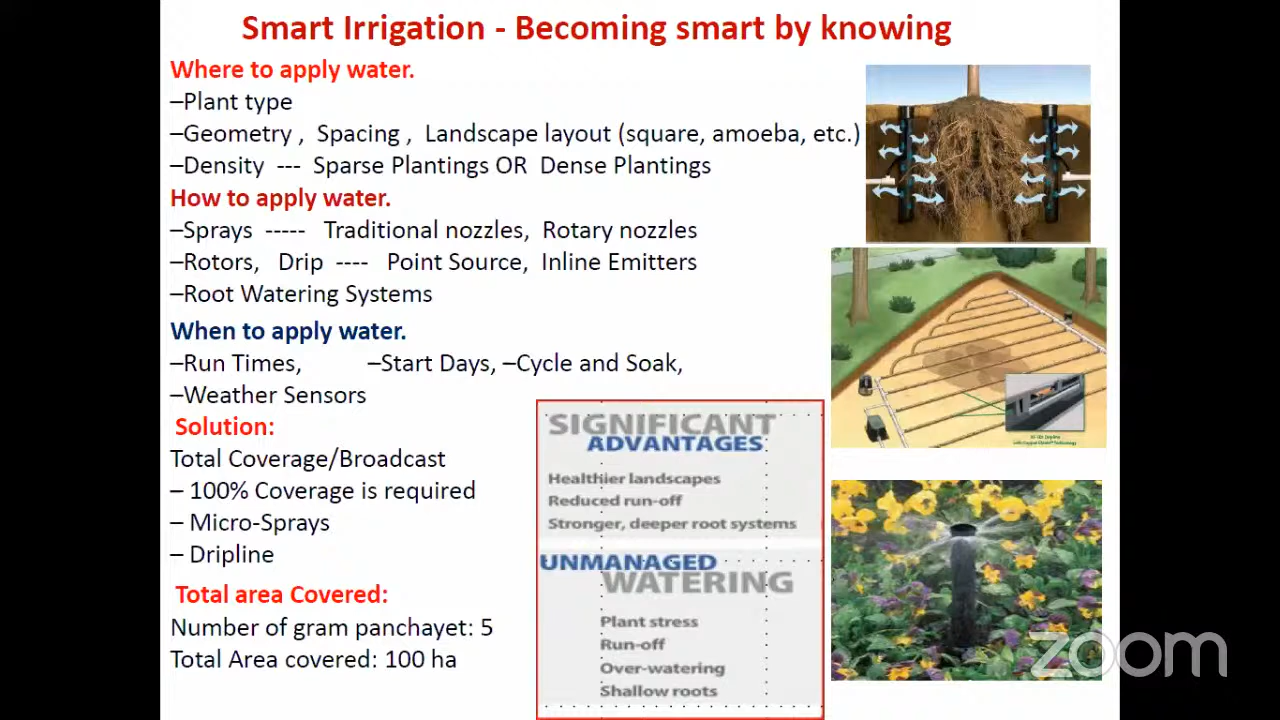 Smart Irrigation - Becoming smart by knowing
Where to apply water.
–Plant type
–Geometry , Spacing , Landscape layout (square, amoeba, etc.)
–Density --- Sparse Plantings OR Dense Plantings
How to apply water.
–Sprays ----- Traditional nozzles, Rotary nozzles
–Rotors, Drip ---- Point Source, Inline Emitters
–Root Watering Systems
When to apply water.
–Run Times, –Start Days, –Cycle and Soak,
–Weather Sensors
Solution:
Total Coverage/Broadcast
– 100% Coverage is required
– Micro-Sprays
– Dripline
Total area Covered:
Number of gram panchayet: 5
Total Area covered: 100 ha
SIGNIFICANT
ADVANTAGES
Healthier landscapes
Reduced run-off
Stronger, deeper root systems
UNMANAGED
WATERING
Plant stress
Run-off
Over-watering
Shallow roots
zoom